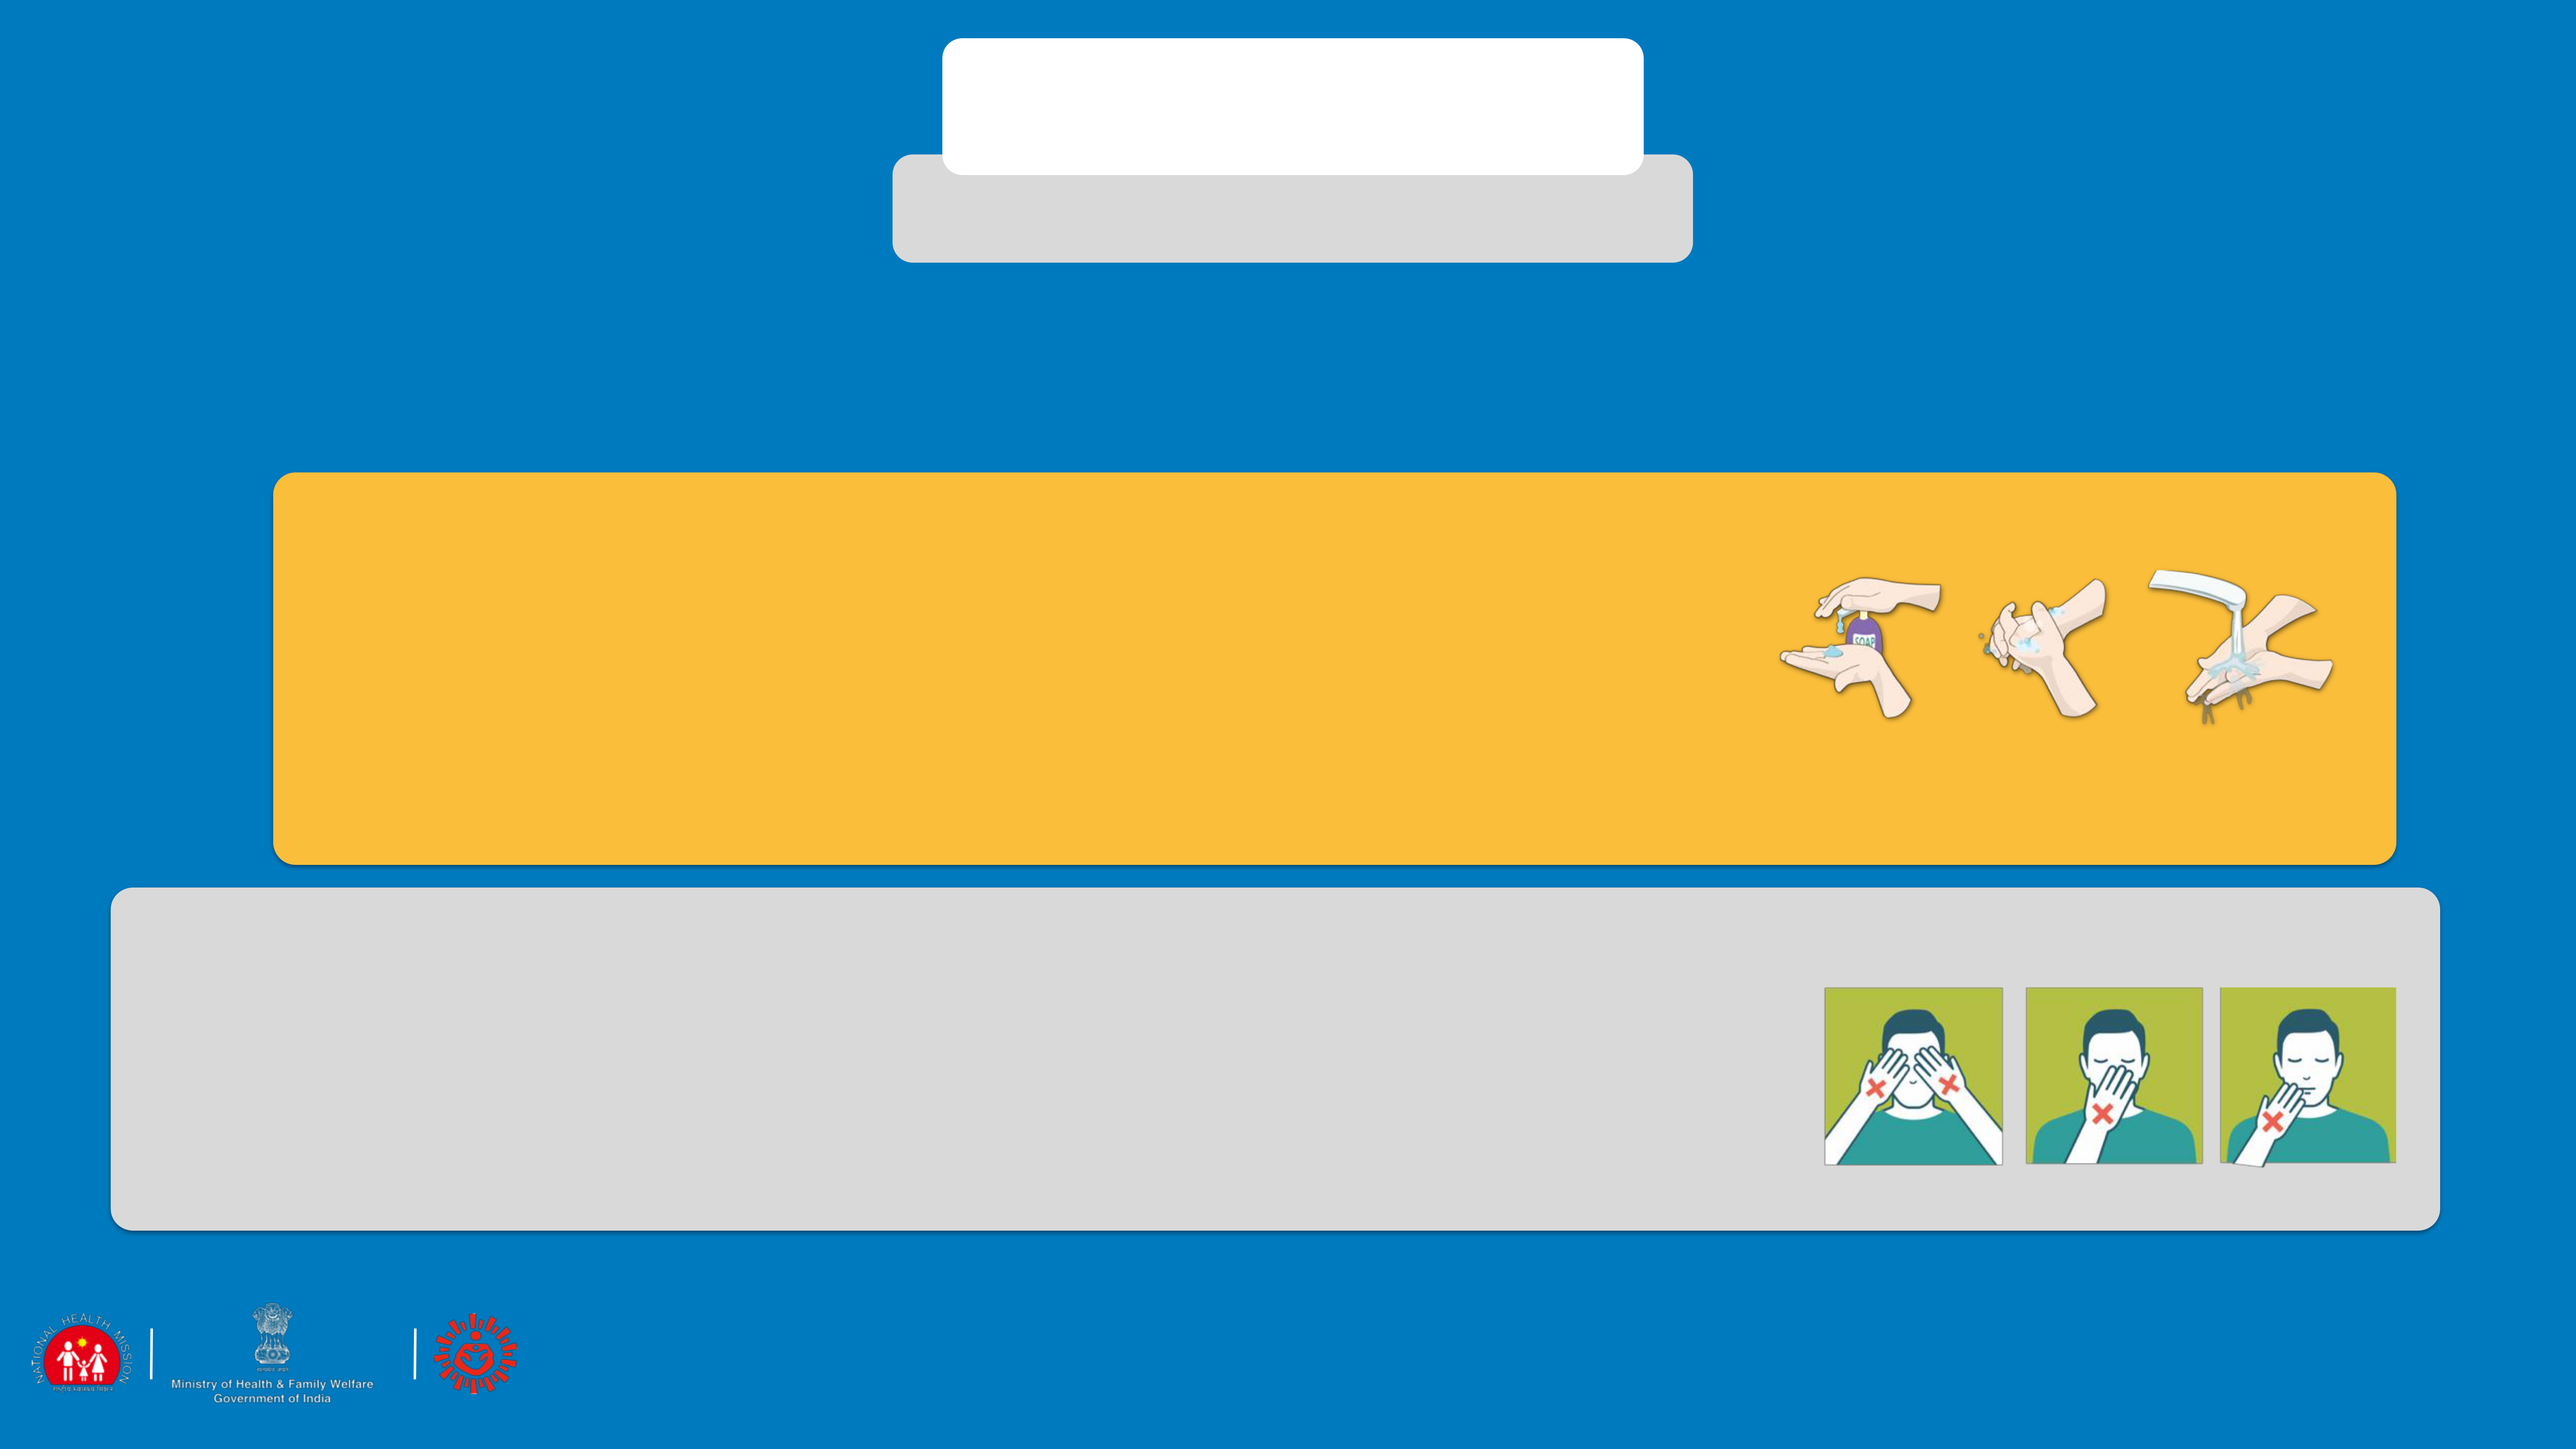 SOAP
NATIONAL HEALTH MISSION
Ministry of Health & Family Welfare
Government of India